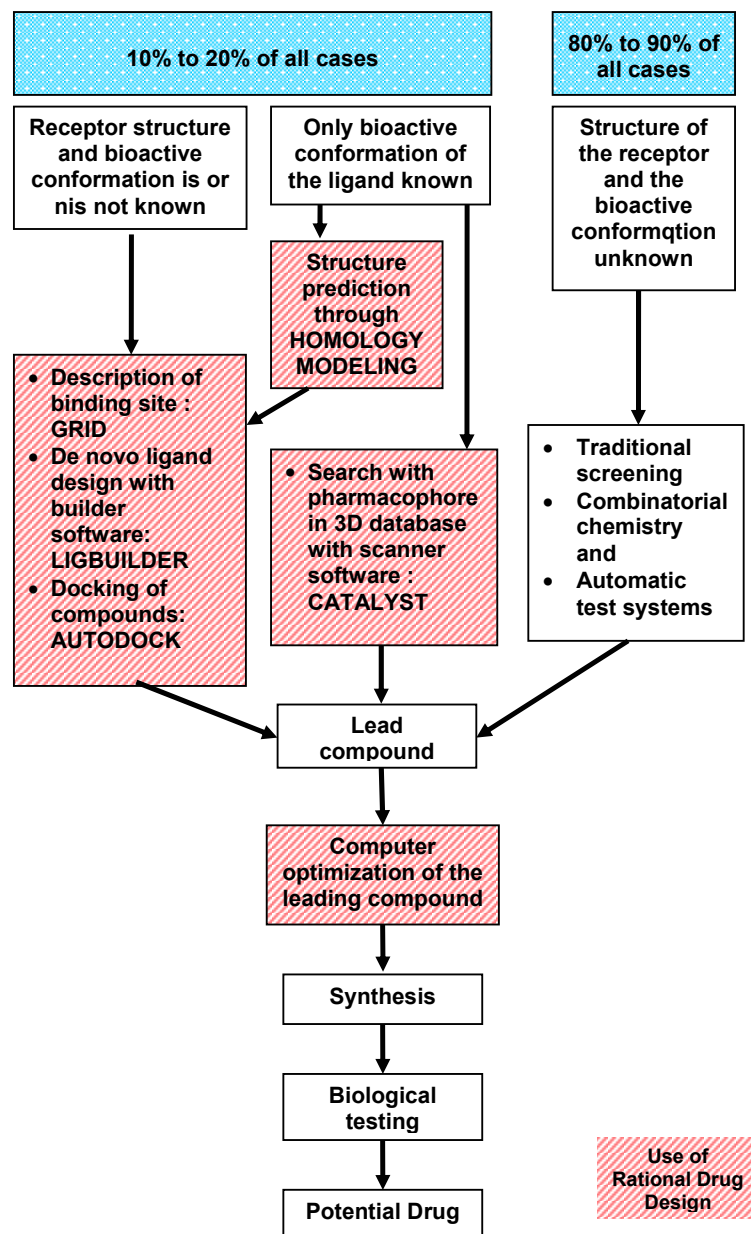 10% to 20% of all cases
80% to 90% of
all cases
Receptor structure
and bioactive
conformation is or
nis not known
Only bioactive
conformation of
the ligand known
Structure of
the receptor
and the
bioactive
conformqtion
unknown
Structure
prediction
through
HOMOLOGY
MODELING
• Description of
binding site :
GRID
• De novo ligand
design with
builder
software:
LIGBUILDER
• Docking of
compounds:
AUTODOCK
• Search with
pharmacophore
in 3D database
with scanner
software :
CATALYST
• Traditional
screening
• Combinatorial
chemistry
and
• Automatic
test systems
Lead
compound
Computer
optimization of the
leading compound
Synthesis
Biological
testing
Potential Drug
Use of
Rational Drug
Design